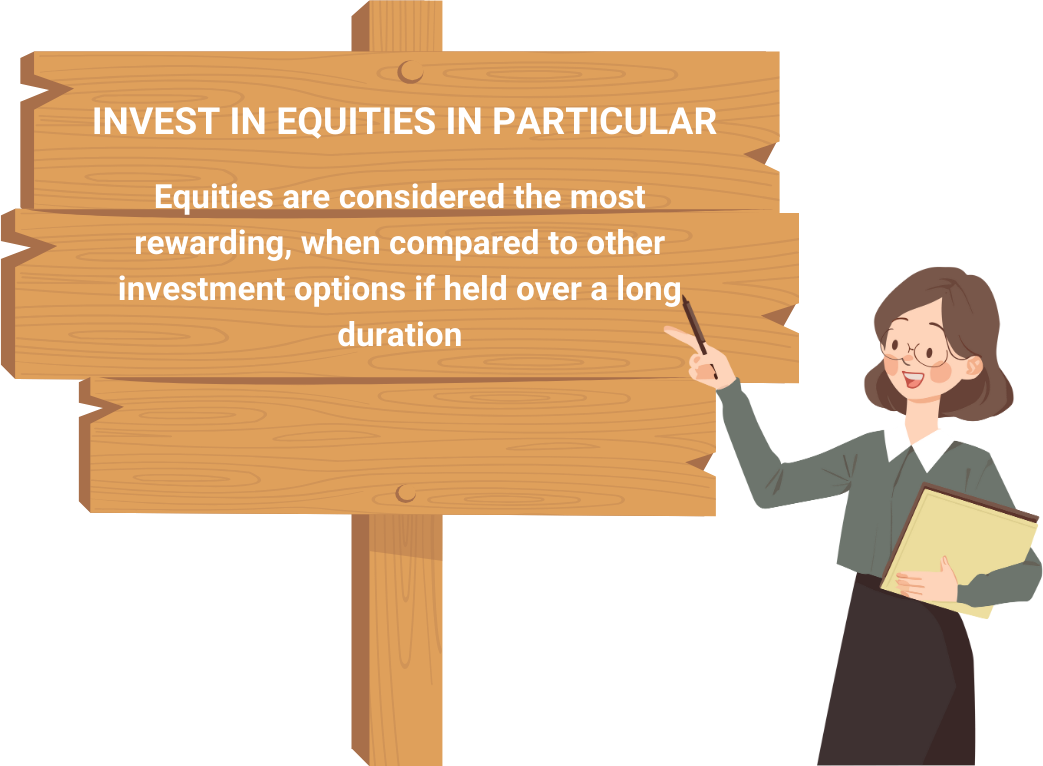 INVEST IN EQUITIES IN PARTICULAR
Equities are considered the most
rewarding, when compared to other
investment options if held over a long
duration